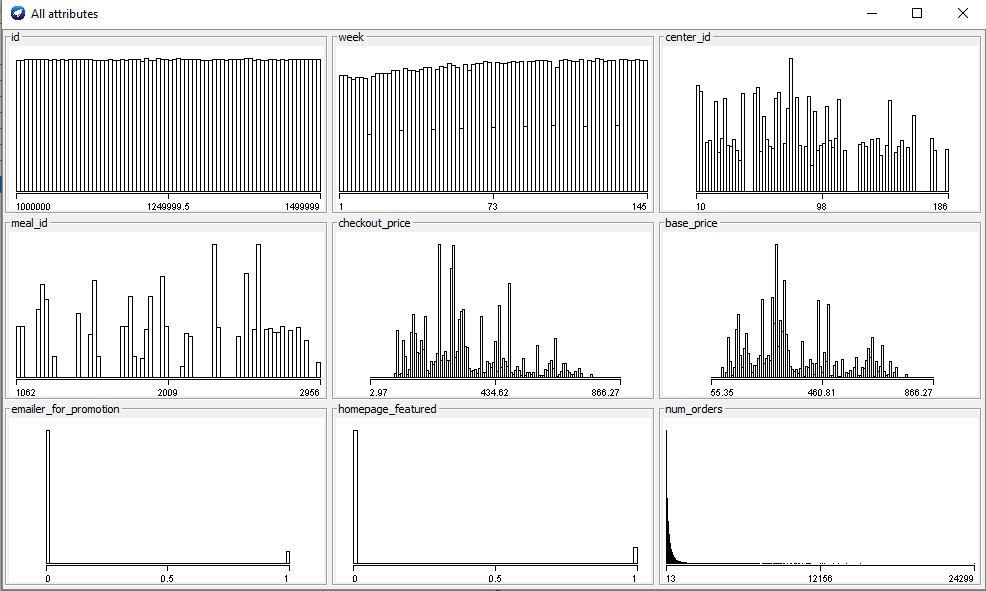 All attributes
id
week
center_id
1000000 1249999.5 1499999
1 73 145
10 98 186
meal_id
checkout_price
base_price
1062 2009 2956
2.97 434.62 866.27
55.35 460.81 866.27
emailer_for_promotion
homepage_featured
num_orders
0 0.5 1
0 0.5 1
13 12156 24299